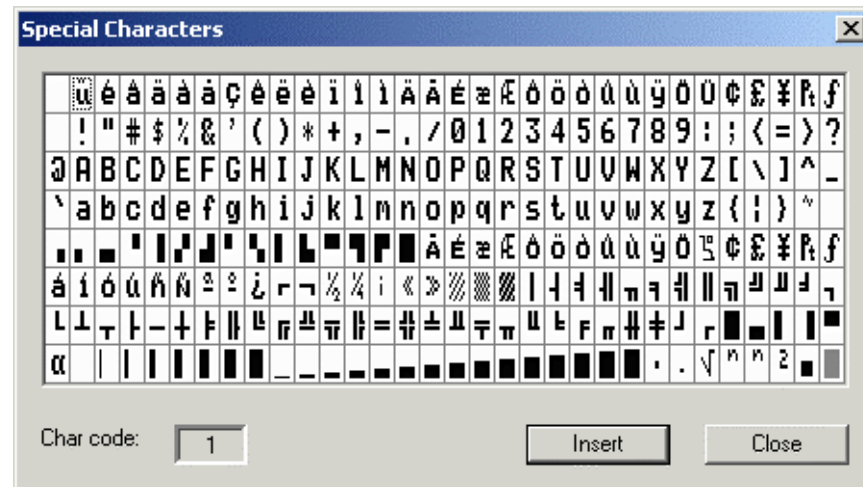 Special Characters
ü é â ä à å Ç ê ë è ï î ì Ä Å É æ Æ ô ö ò û ù ÿ Ö Ü ¢ £ ¥ ₧ ƒ
! " # $ % & ' ( ) * + , - . / 0 1 2 3 4 5 6 7 8 9 : ; < = > ?
@ A B C D E F G H I J K L M N O P Q R S T U V W X Y Z [ \ ] ^ _
` a b c d e f g h i j k l m n o p q r s t u v w x y z { ¦ } ~
Å É æ Æ ô ö ò û ù ÿ Ö ¢ £ ¥ ₧ ƒ
á í ó ú ñ Ñ ª º ¿ ⌐ ¬ ½ ¼ ¡ « » ░ ▒ ▓ │ ┤ ╡ ╢ ╖ ╕ ╣ ║ ╗ ╝ ╜ ╛ ┐
└ ┴ ┬ ├ ─ ┼ ╞ ╟ ╚ ╔ ╩ ╦ ╠ ═ ╬ ╧ ╨ ╤ ╥ ╙ ╘ ╒ ╓ ╫ ╪ ┘ ┌ █ ▄ ▌ ▐ ▀
α · . √ ⁿ ⁿ ² ■
Char code: 1 Insert Close